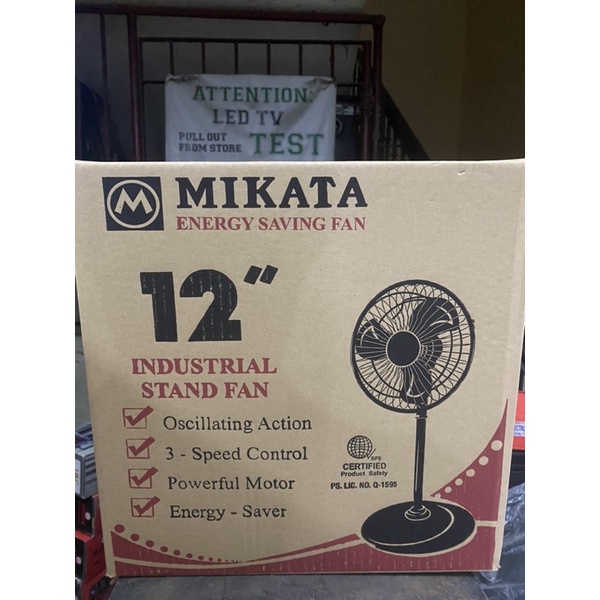 ATTENTION:
LED TV
PULL OUT
FROM STORE TEST
M MIKATA
ENERGY SAVING FAN
12"
INDUSTRIAL
STAND FAN
Oscillating Action
3 - Speed Control
Powerful Motor
Energy - Saver
BPS
CERTIFIED
Product Safety
PS. LIC. NO. Q-1595